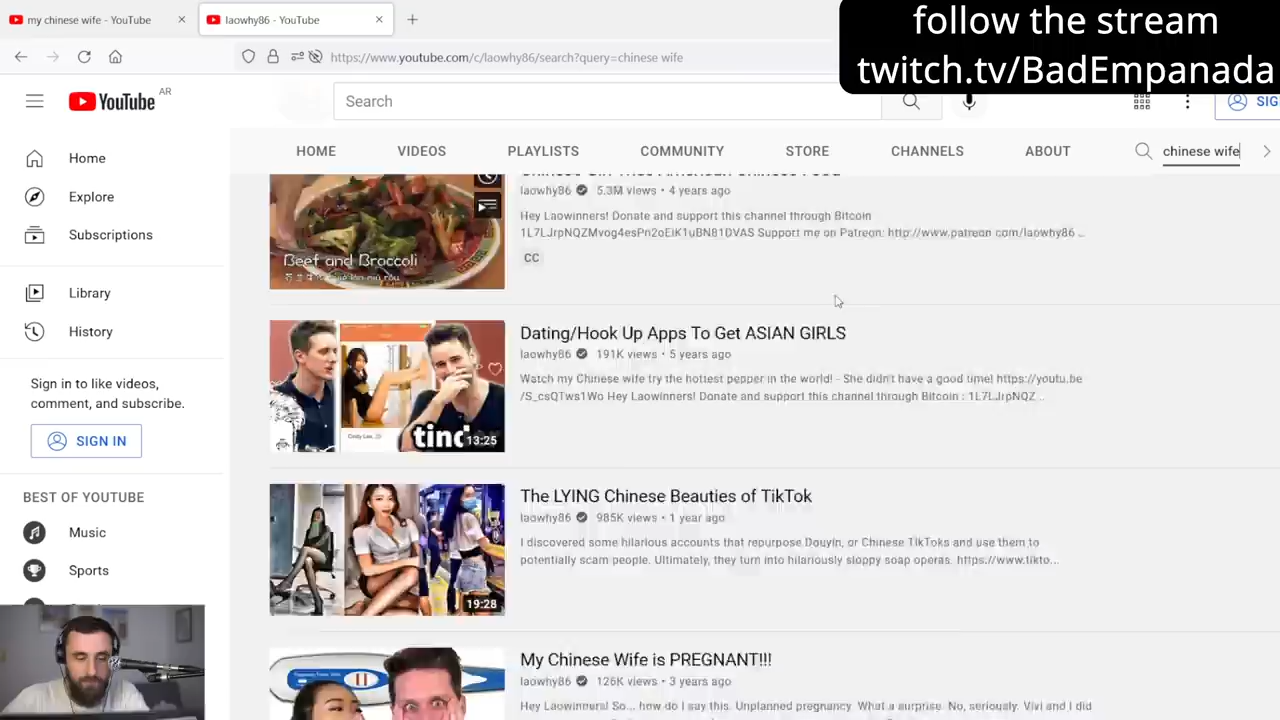 my chinese wife - YouTube
laowhy86 - YouTube
follow the stream
twitch.tv/BadEmpanada
https://www.youtube.com/c/laowhy86/search?query=chinese wife
YouTube AR
Search
SIG
HOME
VIDEOS
PLAYLISTS
COMMUNITY
STORE
CHANNELS
ABOUT
chinese wife
Home
Explore
Subscriptions
Library
History
Sign in to like videos,
comment, and subscribe.
SIGN IN
BEST OF YOUTUBE
Music
Sports
Beef and Broccoli
laowhy86 5.3M views • 4 years ago
Hey Laowinners! Donate and support this channel through Bitcoin
Support me on Patreon: http://www.patreon.com/laowhy86 ...
CC
Dating/Hook Up Apps To Get ASIAN GIRLS
laowhy86 191K views • 5 years ago
Watch my Chinese wife try the hottest pepper in the world! - She didn't have a good time! https://youtu.be
/S_csQTws1Wo Hey Laowinners! Donate and support this channel through Bitcoin : 1L7LJrpNQZ...
tind
13:25
The LYING Chinese Beauties of TikTok
laowhy86 985K views • 1 year ago
I discovered some hilarious accounts that repurpose Douyin, or Chinese TikToks and use them to
potentially scam people. Ultimately, they turn into hilariously sloppy soap operas. https://www.tikto...
19:28
My Chinese Wife is PREGNANT!!!
laowhy86 126K views • 3 years ago
Hey Laowinners! So... how do I say this. Unplanned pregnancy. What a surprise. No, seriously. Vivi and I did